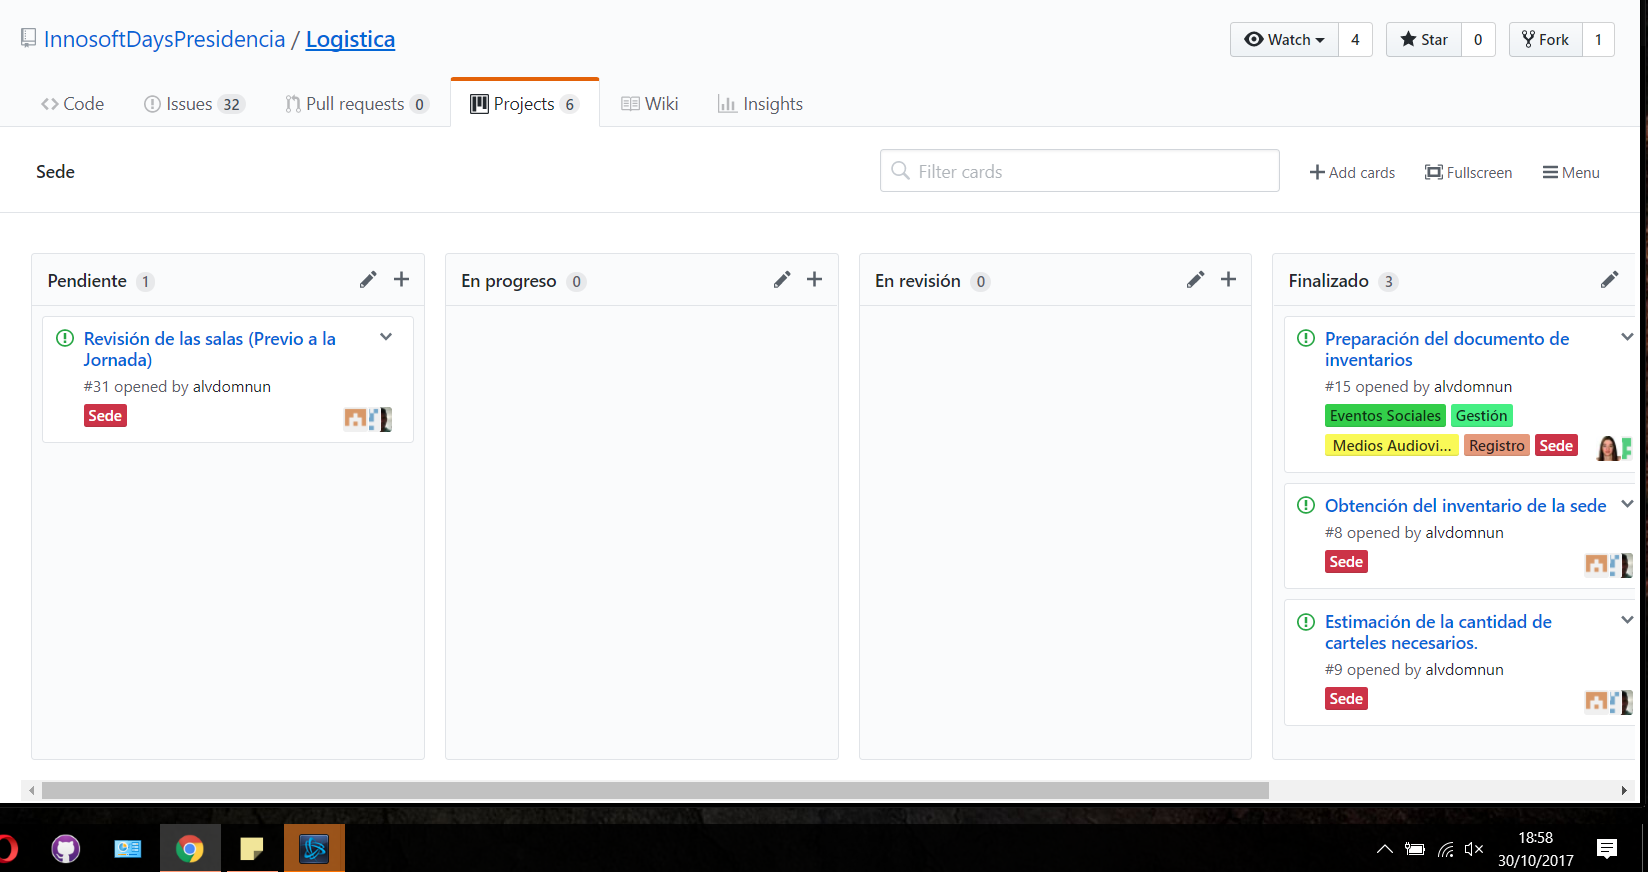 InnosoftDaysPresidencia / Logistica
Watch 4
Star 0
Fork 1
Code
Issues 32
Pull requests 0
Projects 6
Wiki
Insights
Sede
Filter cards
Add cards
Fullscreen
Menu
Pendiente 1
Revisión de las salas (Previo a la
Jornada)
#31 opened by alvdomnun
Sede
En progreso 0
En revisión 0
Finalizado 3
Preparación del documento de
inventarios
#15 opened by alvdomnun
Eventos Sociales Gestión
Medios Audiovi... Registro Sede
Obtención del inventario de la sede
#8 opened by alvdomnun
Sede
Estimación de la cantidad de
carteles necesarios.
#9 opened by alvdomnun
Sede
18:58
30/10/2017